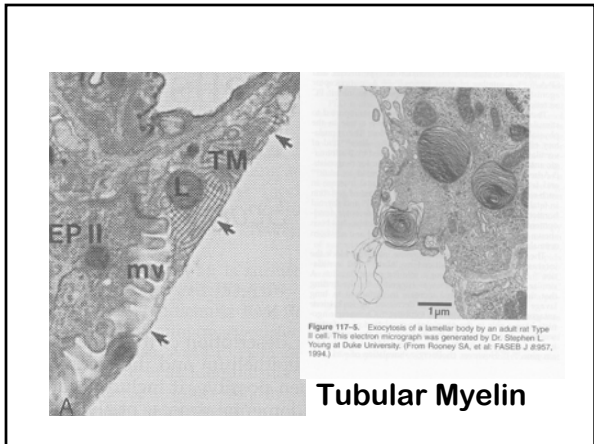 TM
L
EP II
mv
A
1µm
Figure 117-5. Exocytosis of a lamellar body by an adult rat Type
II cell. This electron micrograph was generated by Dr. Stephen L.
Young at Duke University. (From Rooney SA, et al: FASEB J 8:957,
1994.)
Tubular Myelin